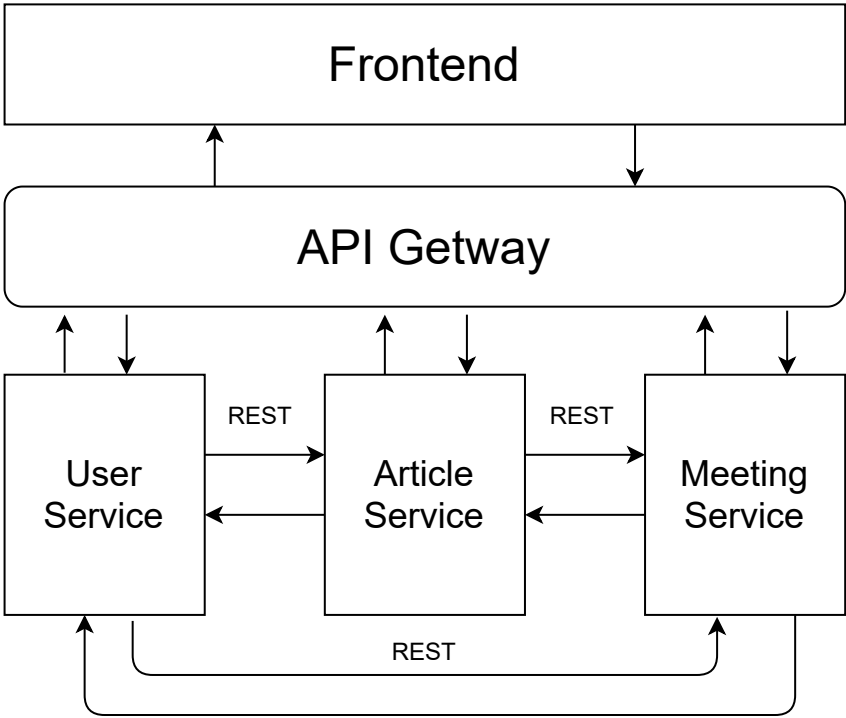 Frontend
API Getway
REST
REST
User
Service
Article
Service
Meeting
Service
REST